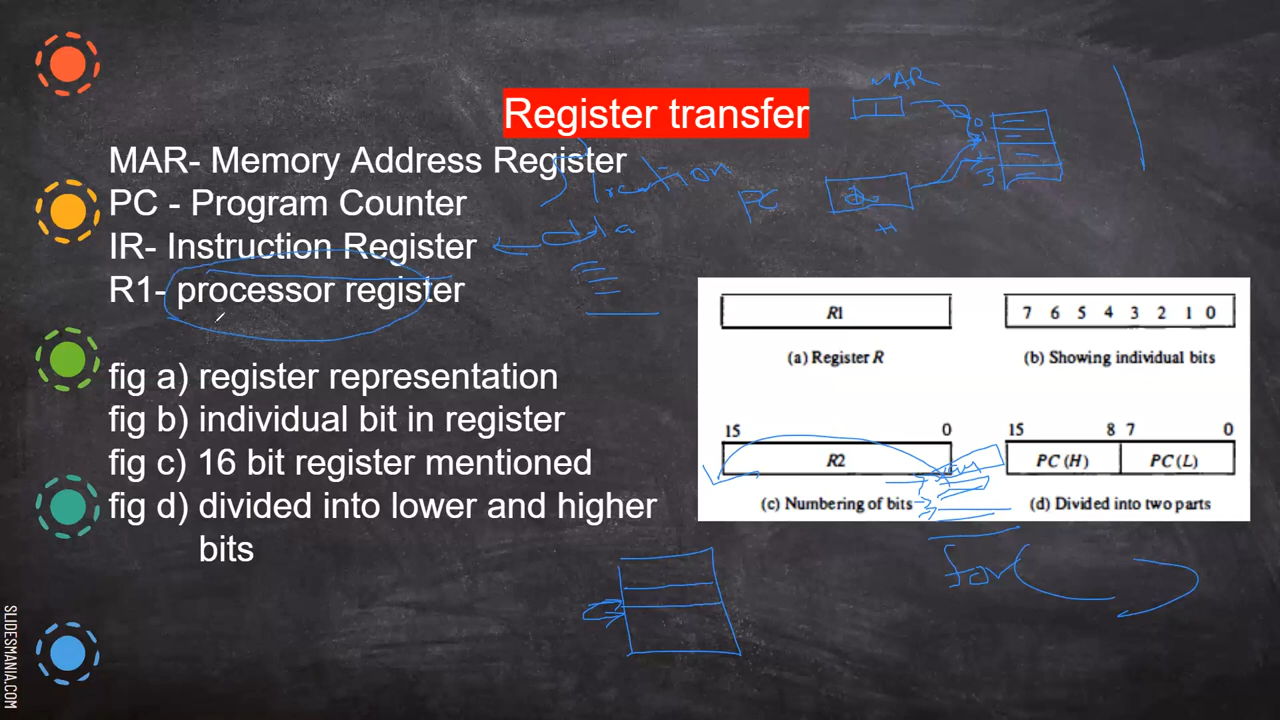 Register transfer
MAR- Memory Address Register
PC - Program Counter
IR- Instruction Register
R1- processor register
fig a) register representation
fig b) individual bit in register
fig c) 16 bit register mentioned
fig d) divided into lower and higher
bits
MAR
0
3
PC
R1
(a) Register R
7 6 5 4 3 2 1 0
(b) Showing individual bits
15 0
R2
(c) Numbering of bits
15 8 7 0
PC (H) PC (L)
(d) Divided into two parts
for(
SLIDESMANIA.COM